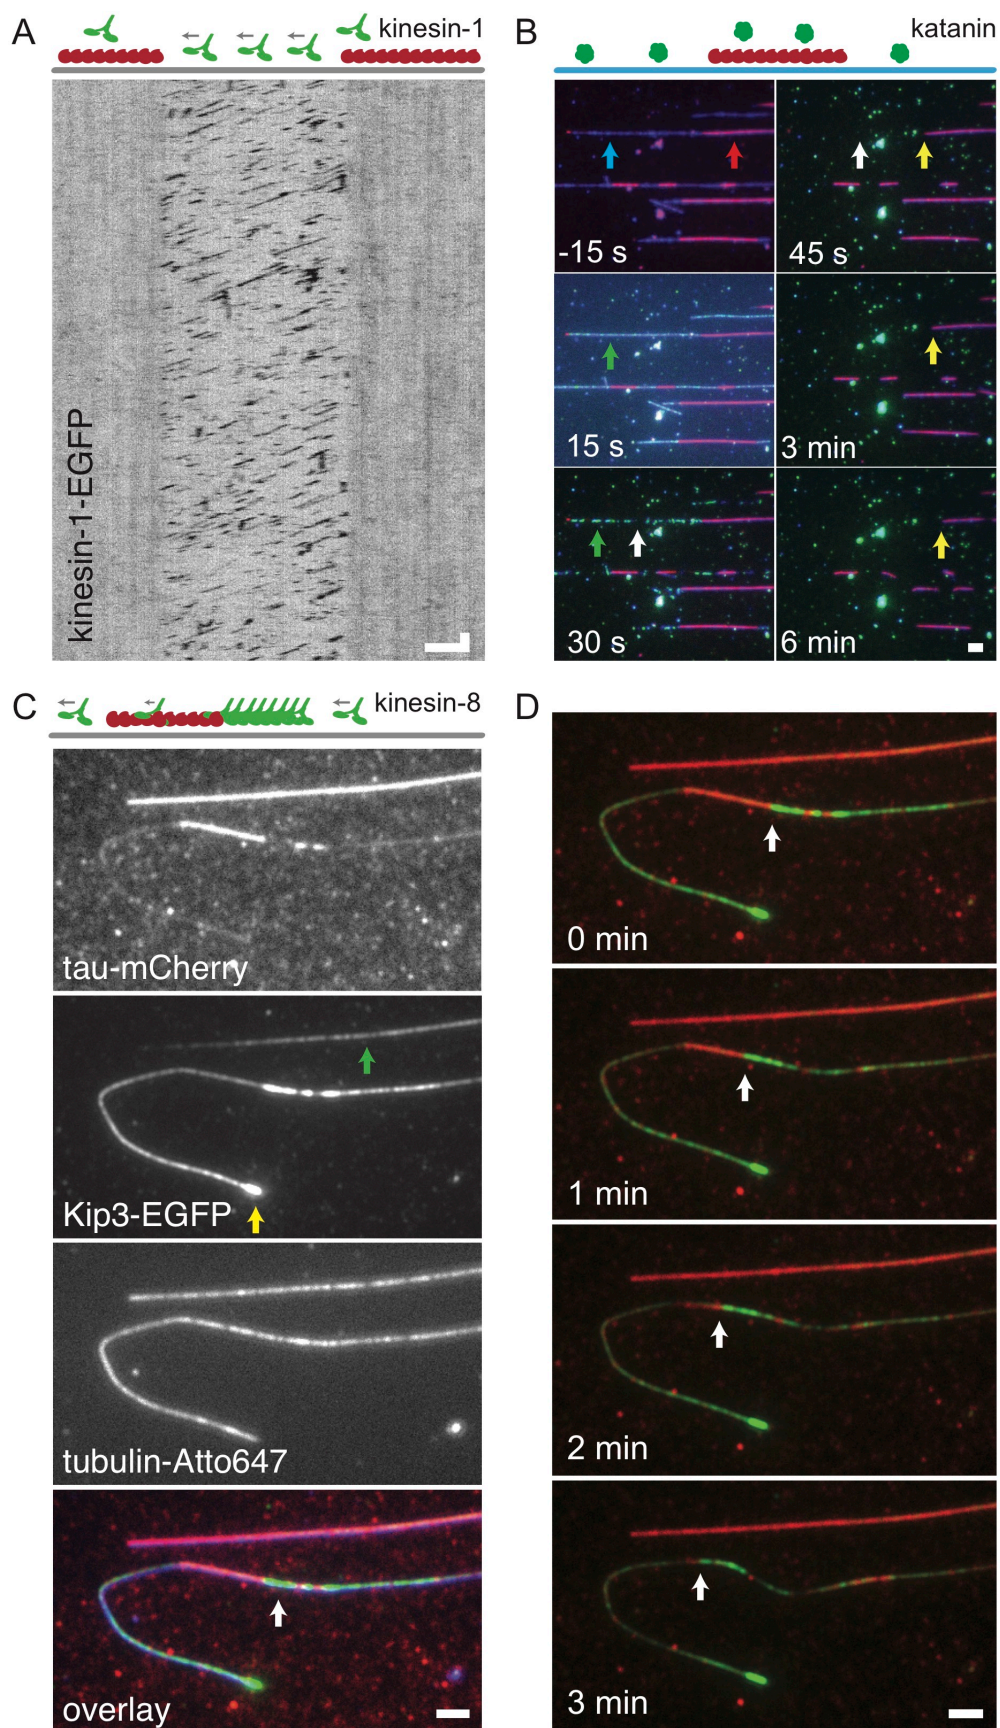 A
kinesin-1
kinesin-1-EGFP
B
katanin
-15 s
45 s
15 s
3 min
30 s
6 min
C
kinesin-8
tau-mCherry
Kip3-EGFP
tubulin-Atto647
overlay
D
0 min
1 min
2 min
3 min